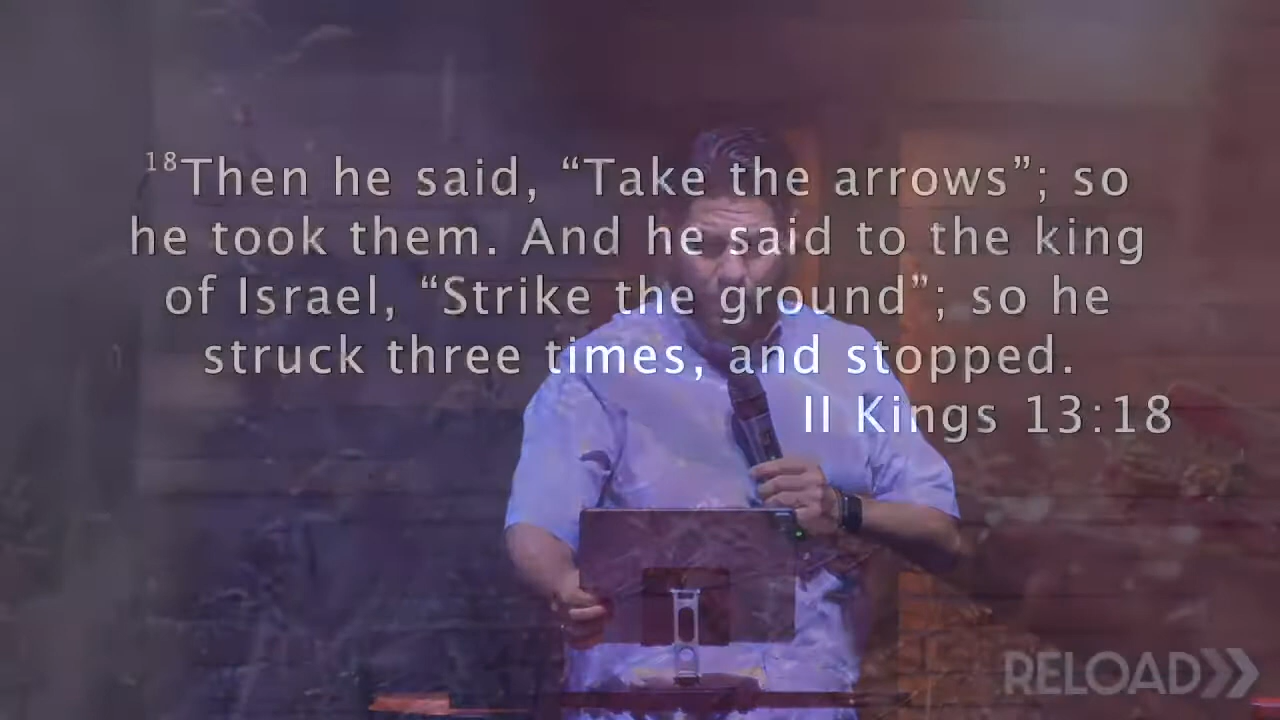 ¹⁸Then he said, “Take the arrows”; so
he took them. And he said to the king
of Israel, “Strike the ground”; so he
struck three times, and stopped.
II Kings 13:18
RELOAD